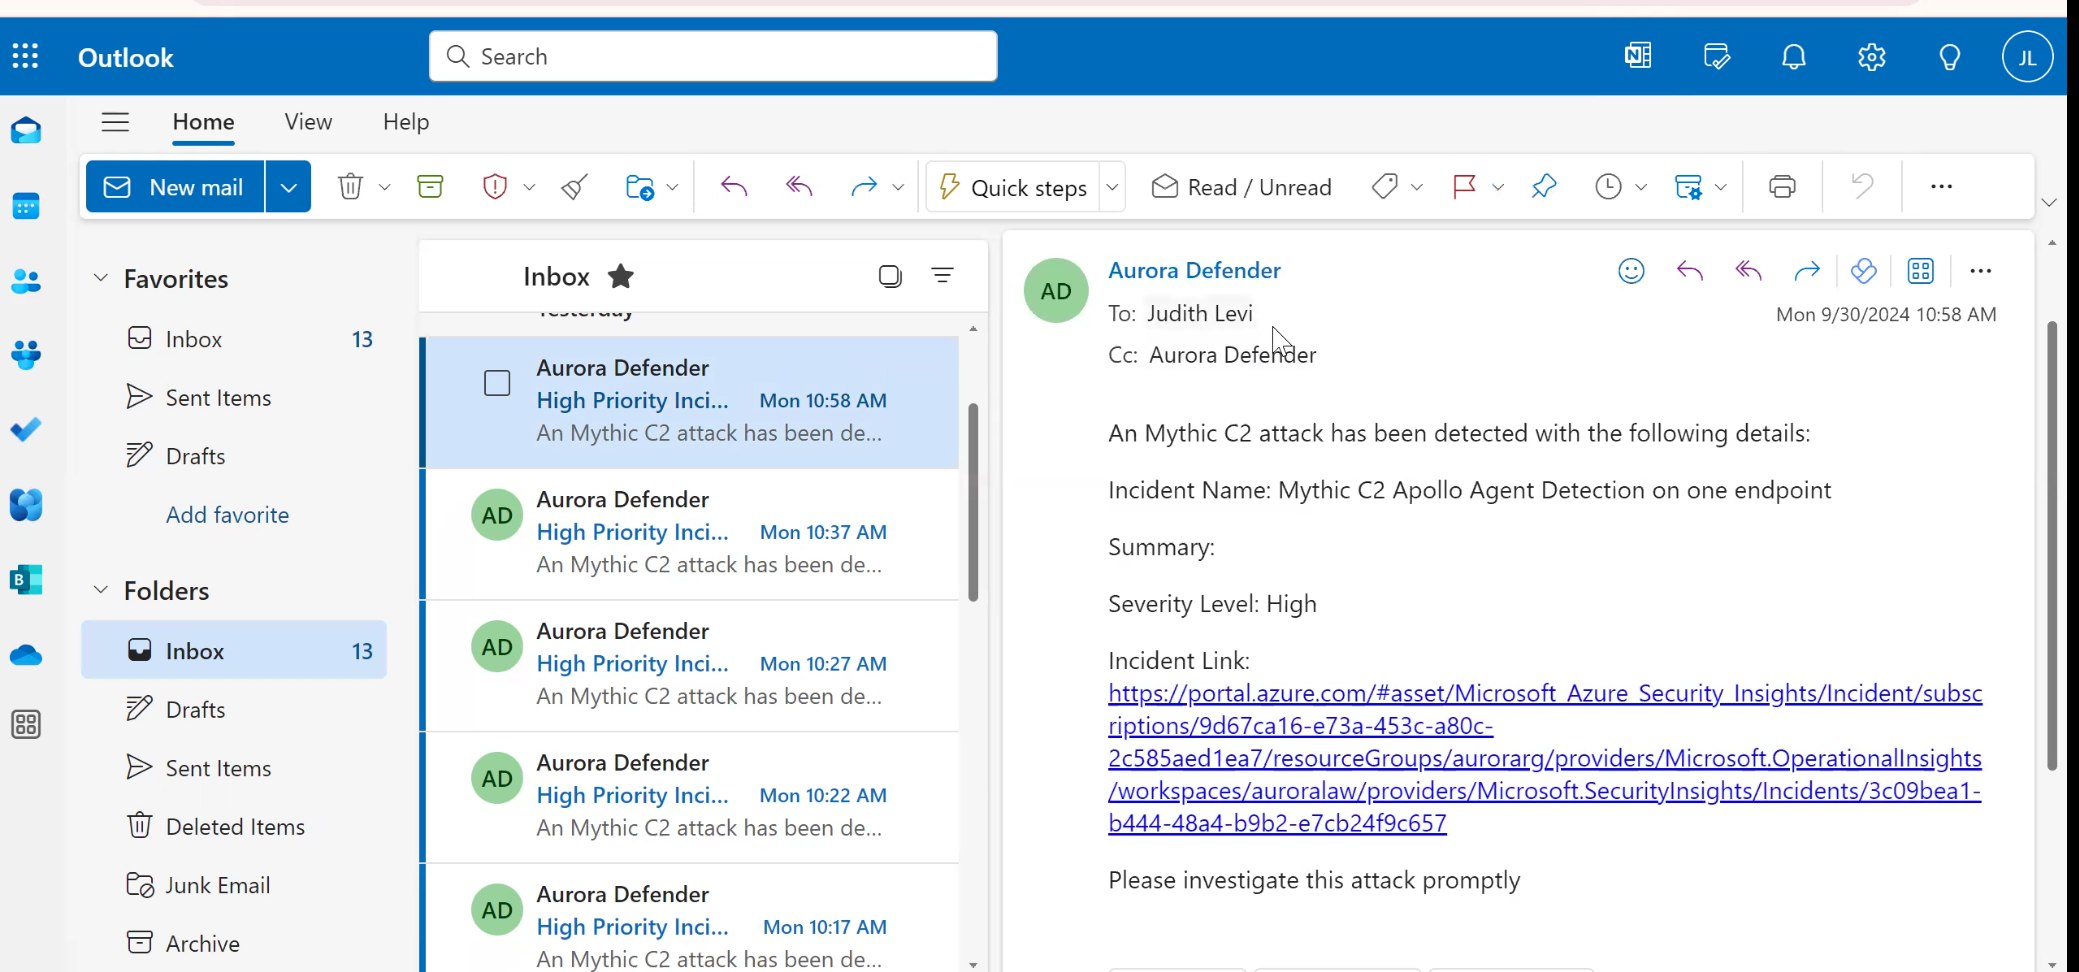 Outlook
Search
JL
Home View Help
New mail
Quick steps
Read / Unread
Favorites
Inbox 13
Sent Items
Drafts
Add favorite
Folders
Inbox 13
Drafts
Sent Items
Deleted Items
Junk Email
Archive
Inbox
Yesterday
Aurora Defender
High Priority Inci... Mon 10:58 AM
An Mythic C2 attack has been de...
AD
Aurora Defender
High Priority Inci... Mon 10:37 AM
An Mythic C2 attack has been de...
AD
Aurora Defender
High Priority Inci... Mon 10:27 AM
An Mythic C2 attack has been de...
AD
Aurora Defender
High Priority Inci... Mon 10:22 AM
An Mythic C2 attack has been de...
AD
Aurora Defender
High Priority Inci... Mon 10:17 AM
An Mythic C2 attack has been de...
AD
Aurora Defender
To: Judith Levi
Mon 9/30/2024 10:58 AM
Cc: Aurora Defender
An Mythic C2 attack has been detected with the following details:
Incident Name: Mythic C2 Apollo Agent Detection on one endpoint
Summary:
Severity Level: High
Incident Link:
https://portal.azure.com/#asset/Microsoft_Azure_Security_Insights/Incident/subsc
riptions/9d67ca16-e73a-453c-a80c-
2c585aed1ea7/resourceGroups/aurorarg/providers/Microsoft.OperationalInsights
/workspaces/auroralaw/providers/Microsoft.SecurityInsights/Incidents/3c09bea1-
b444-48a4-b9b2-e7cb24f9c657
Please investigate this attack promptly